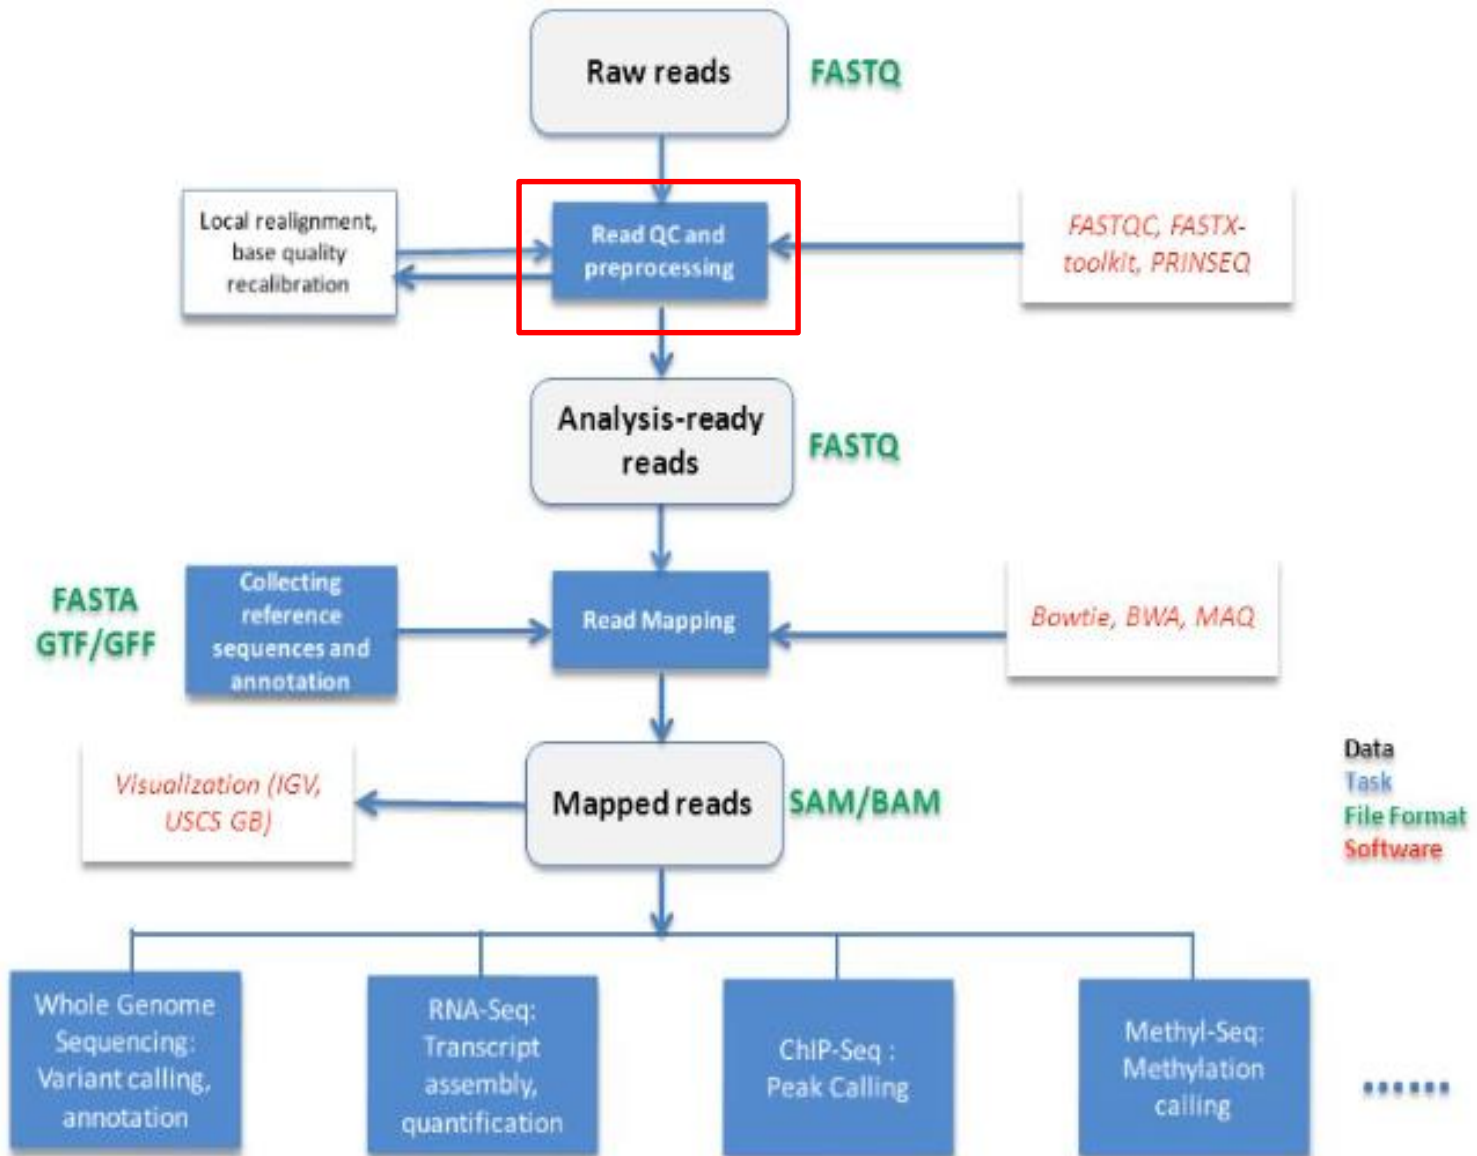 Raw reads
FASTQ
Local realignment,
base quality
recalibration
Read QC and
preprocessing
FASTQC, FASTX-
toolkit, PRINSEQ
Analysis-ready
reads
FASTQ
FASTA
GTF/GFF
Collecting
reference
sequences and
annotation
Read Mapping
Bowtie, BWA, MAQ
Visualization (IGV,
USCS GB)
Mapped reads
SAM/BAM
Data
Task
File Format
Software
Whole Genome
Sequencing:
Variant calling,
annotation
RNA-Seq:
Transcript
assembly,
quantification
ChIP-Seq :
Peak Calling
Methyl-Seq:
Methylation
calling
......